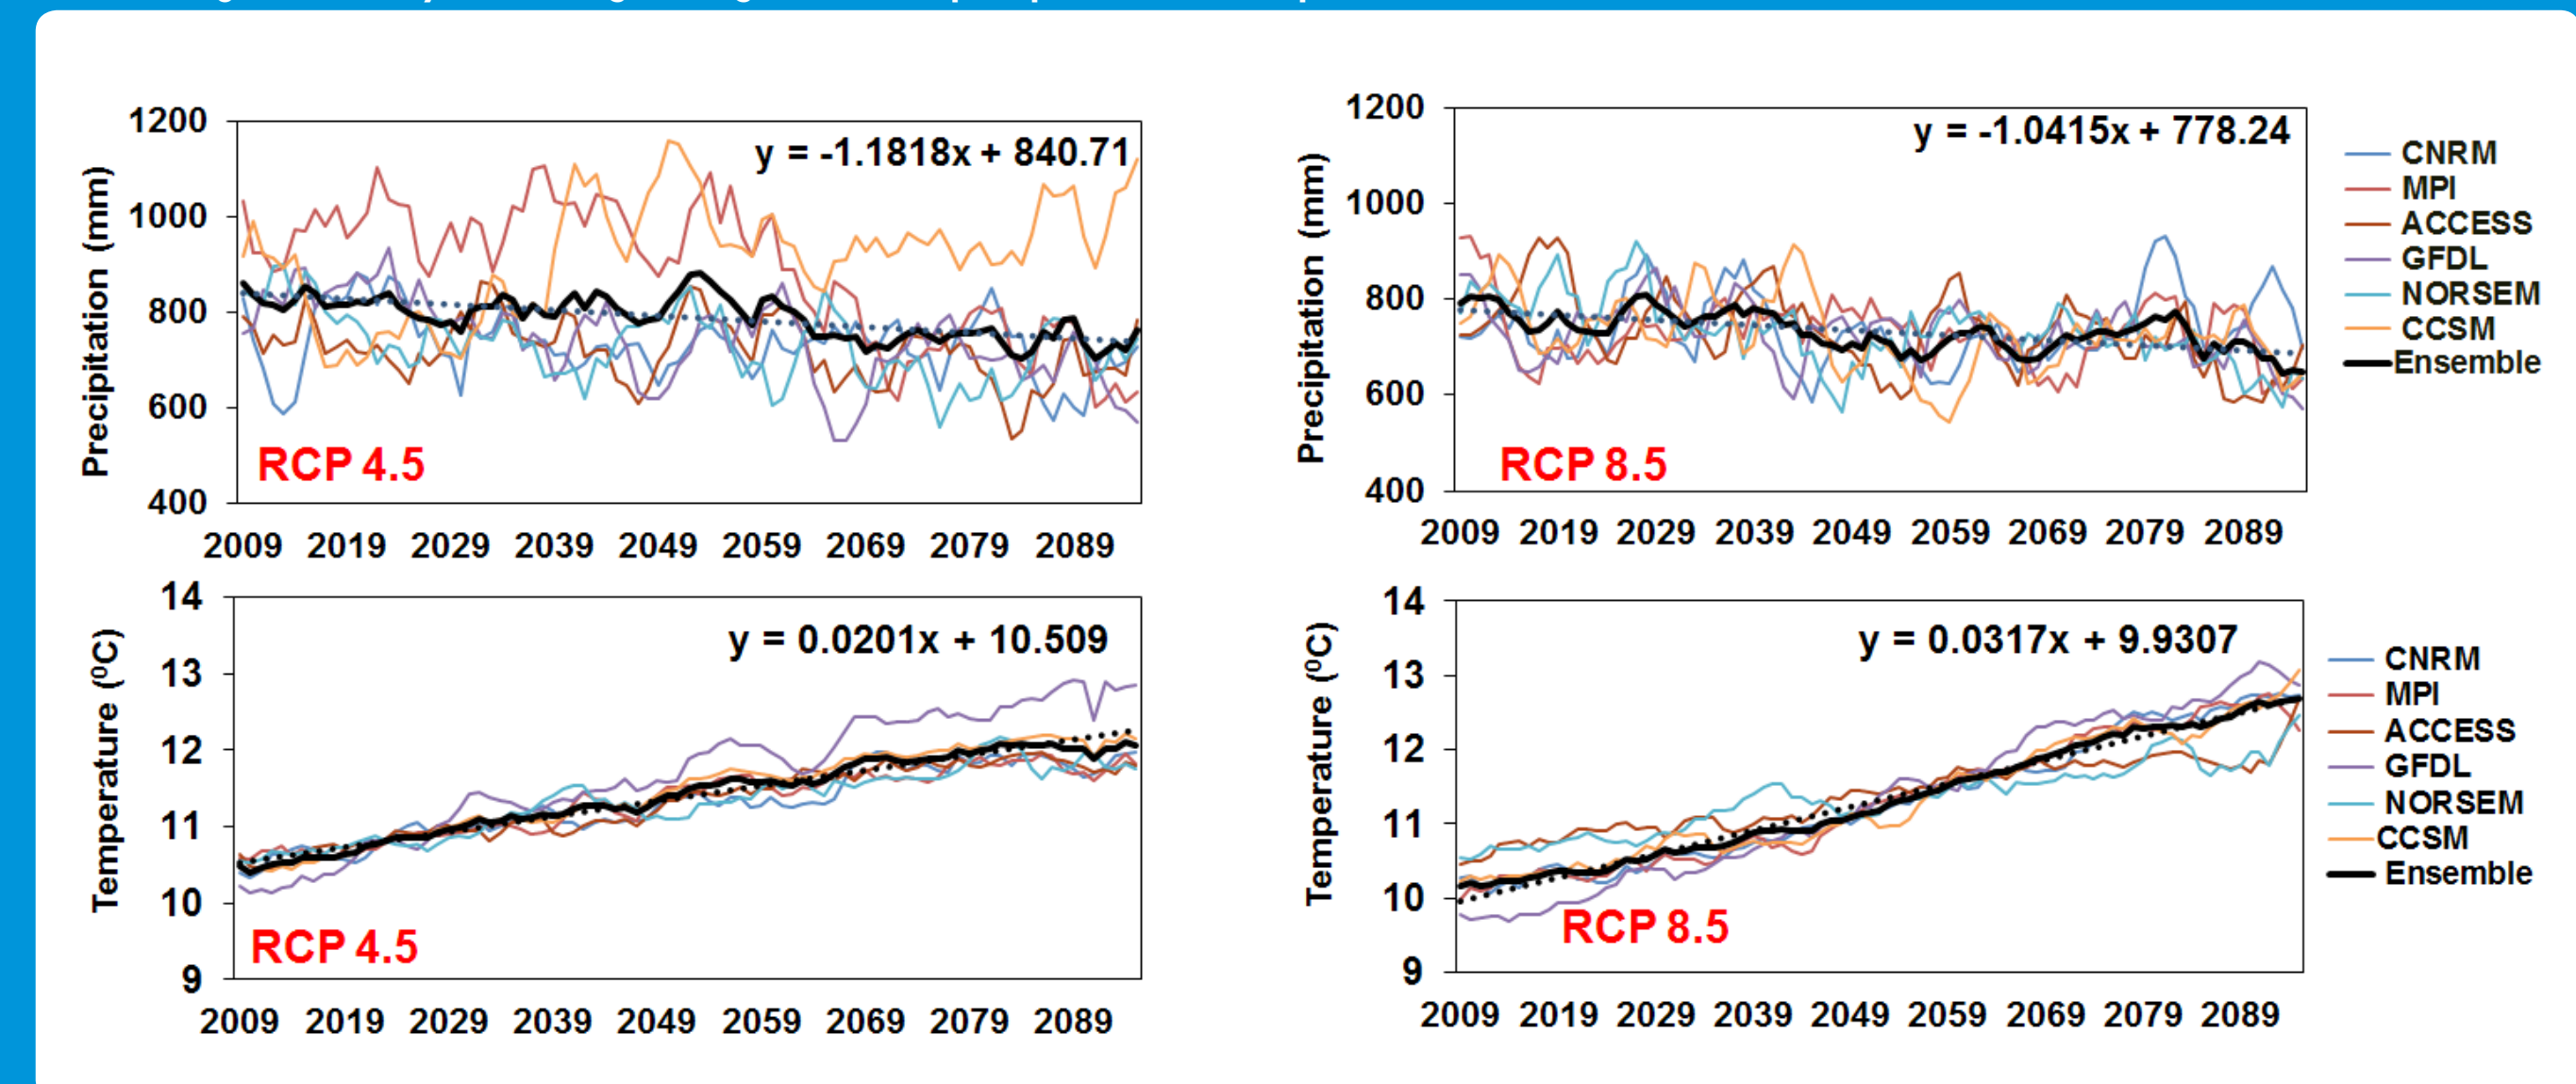 1200
1000
800
600
400
Precipitation (mm)
y = -1.1818x + 840.71
RCP 4.5
2009 2019 2029 2039 2049 2059 2069 2079 2089
1200
1000
800
600
400
Precipitation (mm)
y = -1.0415x + 778.24
RCP 8.5
2009 2019 2029 2039 2049 2059 2069 2079 2089
CNRM
MPI
ACCESS
GFDL
NORSEM
CCSM
Ensemble
14
13
12
11
10
9
Temperature (⁰C)
y = 0.0201x + 10.509
RCP 4.5
2009 2019 2029 2039 2049 2059 2069 2079 2089
14
13
12
11
10
9
Temperature (⁰C)
y = 0.0317x + 9.9307
RCP 8.5
2009 2019 2029 2039 2049 2059 2069 2079 2089
CNRM
MPI
ACCESS
GFDL
NORSEM
CCSM
Ensemble